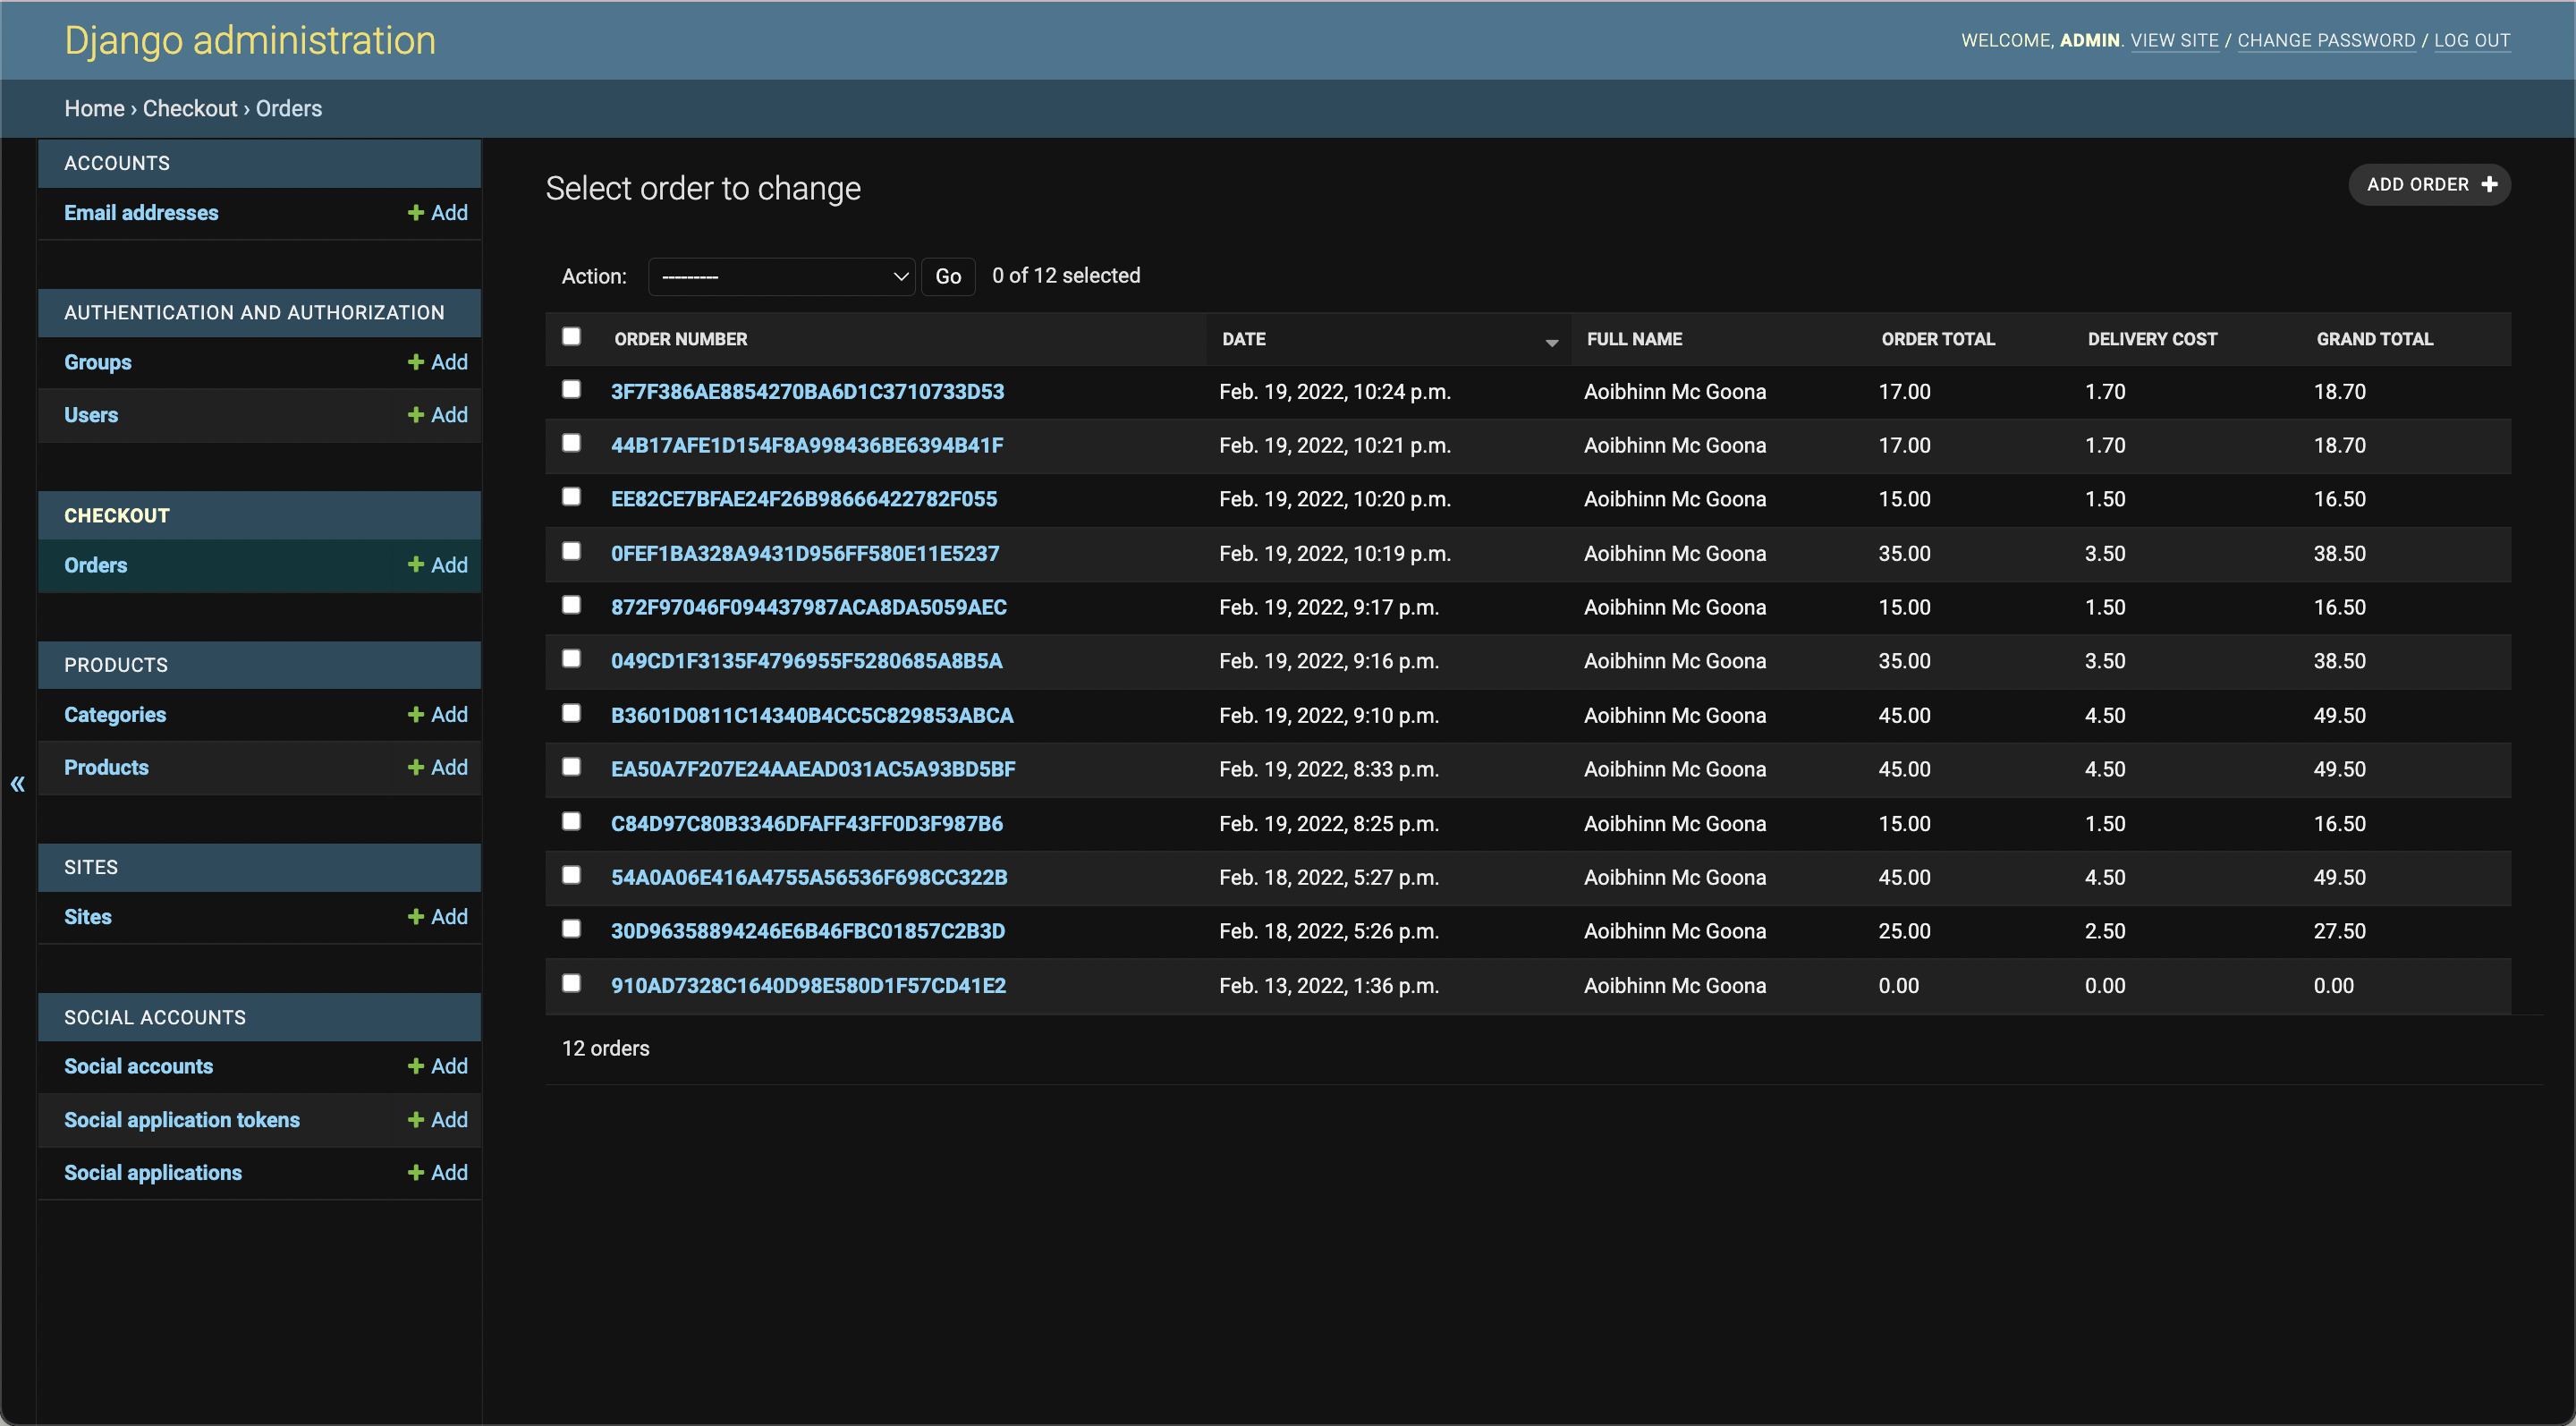 Django administration
WELCOME, ADMIN. VIEW SITE / CHANGE PASSWORD / LOG OUT
Home › Checkout › Orders
ACCOUNTS
Email addresses + Add
AUTHENTICATION AND AUTHORIZATION
Groups + Add
Users + Add
CHECKOUT
Orders + Add
PRODUCTS
Categories + Add
Products + Add
SITES
Sites + Add
SOCIAL ACCOUNTS
Social accounts + Add
Social application tokens + Add
Social applications + Add
«
Select order to change
ADD ORDER +
Action: --------- Go 0 of 12 selected
ORDER NUMBER DATE FULL NAME ORDER TOTAL DELIVERY COST GRAND TOTAL
3F7F386AE8854270BA6D1C3710733D53 Feb. 19, 2022, 10:24 p.m. Aoibhinn Mc Goona 17.00 1.70 18.70
44B17AFE1D154F8A998436BE6394B41F Feb. 19, 2022, 10:21 p.m. Aoibhinn Mc Goona 17.00 1.70 18.70
EE82CE7BFAE24F26B98666422782F055 Feb. 19, 2022, 10:20 p.m. Aoibhinn Mc Goona 15.00 1.50 16.50
0FEF1BA328A9431D956FF580E11E5237 Feb. 19, 2022, 10:19 p.m. Aoibhinn Mc Goona 35.00 3.50 38.50
872F97046F094437987ACA8DA5059AEC Feb. 19, 2022, 9:17 p.m. Aoibhinn Mc Goona 15.00 1.50 16.50
049CD1F3135F4796955F5280685A8B5A Feb. 19, 2022, 9:16 p.m. Aoibhinn Mc Goona 35.00 3.50 38.50
B3601D0811C14340B4CC5C829853ABCA Feb. 19, 2022, 9:10 p.m. Aoibhinn Mc Goona 45.00 4.50 49.50
EA50A7F207E24AAEAD031AC5A93BD5BF Feb. 19, 2022, 8:33 p.m. Aoibhinn Mc Goona 45.00 4.50 49.50
C84D97C80B3346DFAFF43FF0D3F987B6 Feb. 19, 2022, 8:25 p.m. Aoibhinn Mc Goona 15.00 1.50 16.50
54A0A06E416A4755A56536F698CC322B Feb. 18, 2022, 5:27 p.m. Aoibhinn Mc Goona 45.00 4.50 49.50
30D96358894246E6B46FBC01857C2B3D Feb. 18, 2022, 5:26 p.m. Aoibhinn Mc Goona 25.00 2.50 27.50
910AD7328C1640D98E580D1F57CD41E2 Feb. 13, 2022, 1:36 p.m. Aoibhinn Mc Goona 0.00 0.00 0.00
12 orders